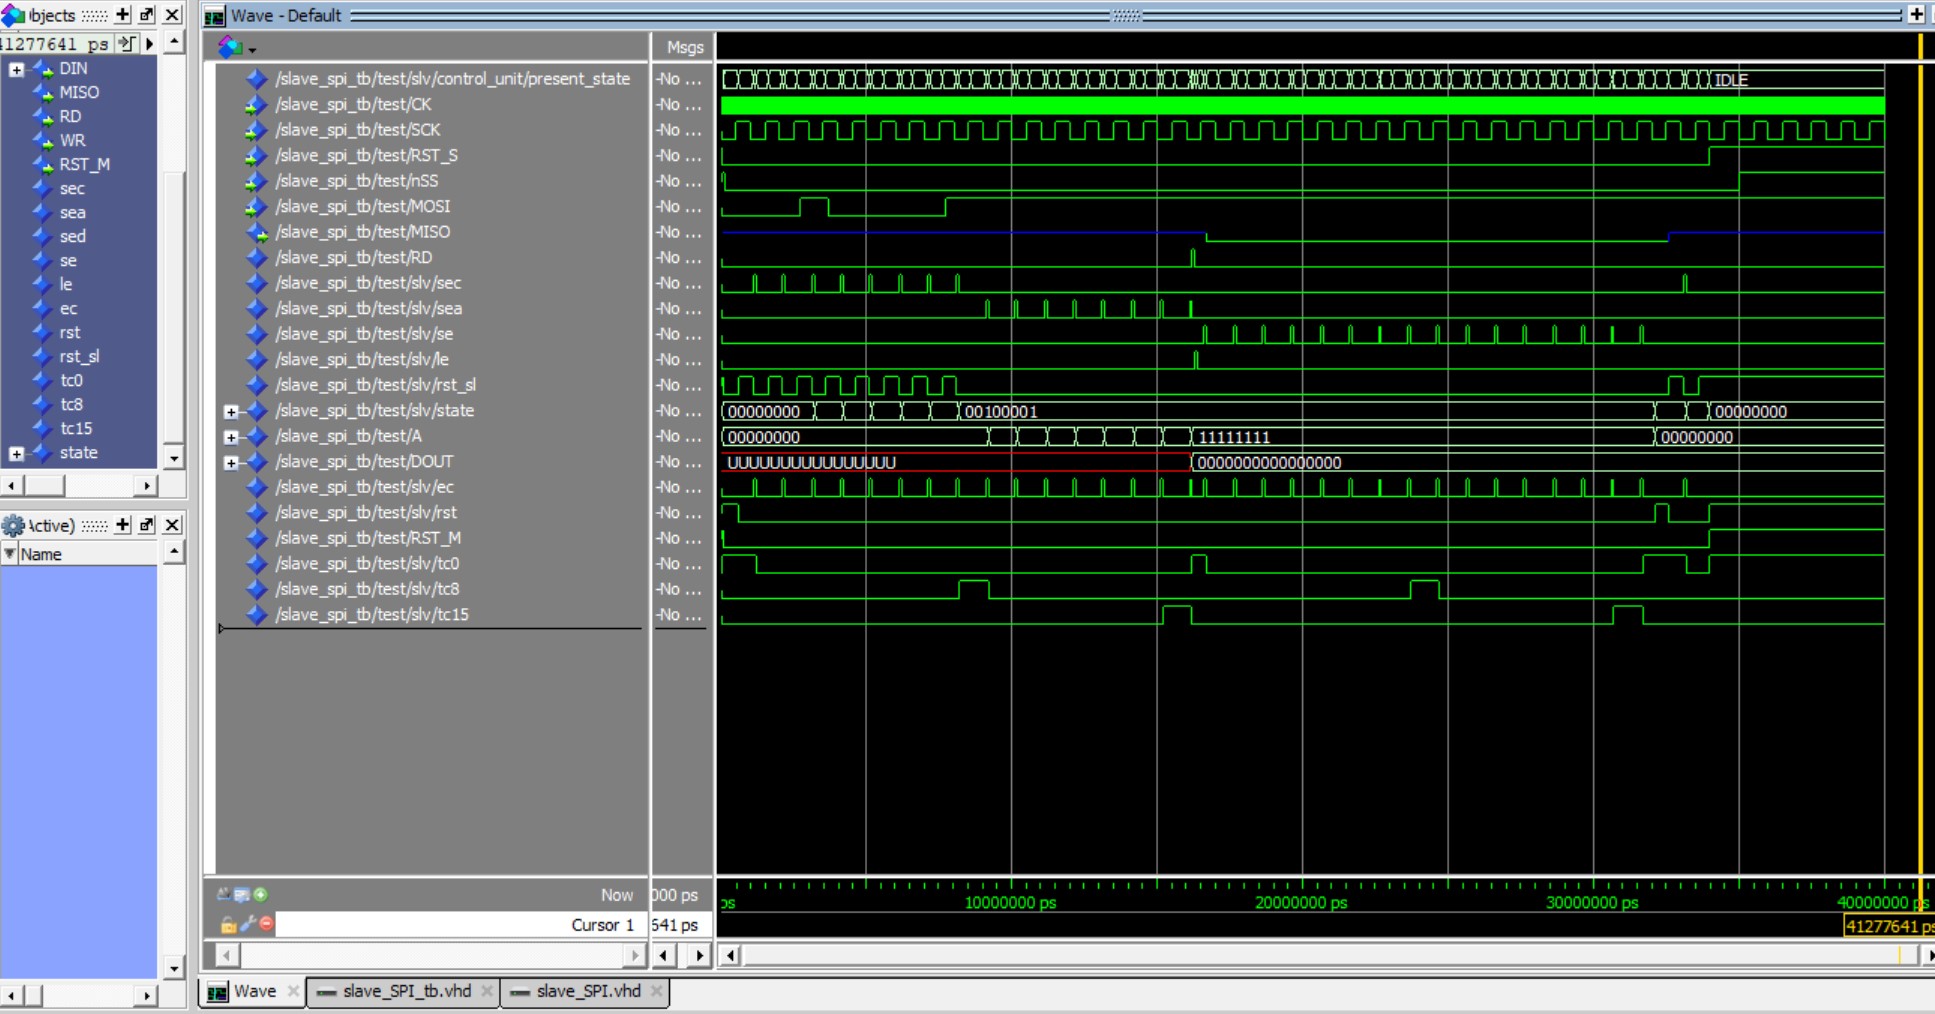 Objects
41277641 ps
DIN
MISO
RD
WR
RST_M
sec
sea
sed
se
le
ec
rst
rst_sl
tc0
tc8
tc15
state
Active)
Name
Wave - Default
Msgs
/slave_spi_tb/test/slv/control_unit/present_state -No ... IDLE
/slave_spi_tb/test/CK -No ...
/slave_spi_tb/test/SCK -No ...
/slave_spi_tb/test/RST_S -No ...
/slave_spi_tb/test/nSS -No ...
/slave_spi_tb/test/MOSI -No ...
/slave_spi_tb/test/MISO -No ...
/slave_spi_tb/test/RD -No ...
/slave_spi_tb/test/slv/sec -No ...
/slave_spi_tb/test/slv/sea -No ...
/slave_spi_tb/test/slv/se -No ...
/slave_spi_tb/test/slv/le -No ...
/slave_spi_tb/test/slv/rst_sl -No ...
/slave_spi_tb/test/slv/state -No ... 00000000 00100001 00000000
/slave_spi_tb/test/A -No ... 00000000 11111111 00000000
/slave_spi_tb/test/DOUT -No ... UUUUUUUUUUUUUUUU 0000000000000000
/slave_spi_tb/test/slv/ec -No ...
/slave_spi_tb/test/slv/rst -No ...
/slave_spi_tb/test/RST_M -No ...
/slave_spi_tb/test/slv/tc0 -No ...
/slave_spi_tb/test/slv/tc8 -No ...
/slave_spi_tb/test/slv/tc15 -No ...
Now 000 ps ps 10000000 ps 20000000 ps 30000000 ps 40000000 ps
Cursor 1 641 ps 41277641 ps
Wave slave_SPI_tb.vhd slave_SPI.vhd